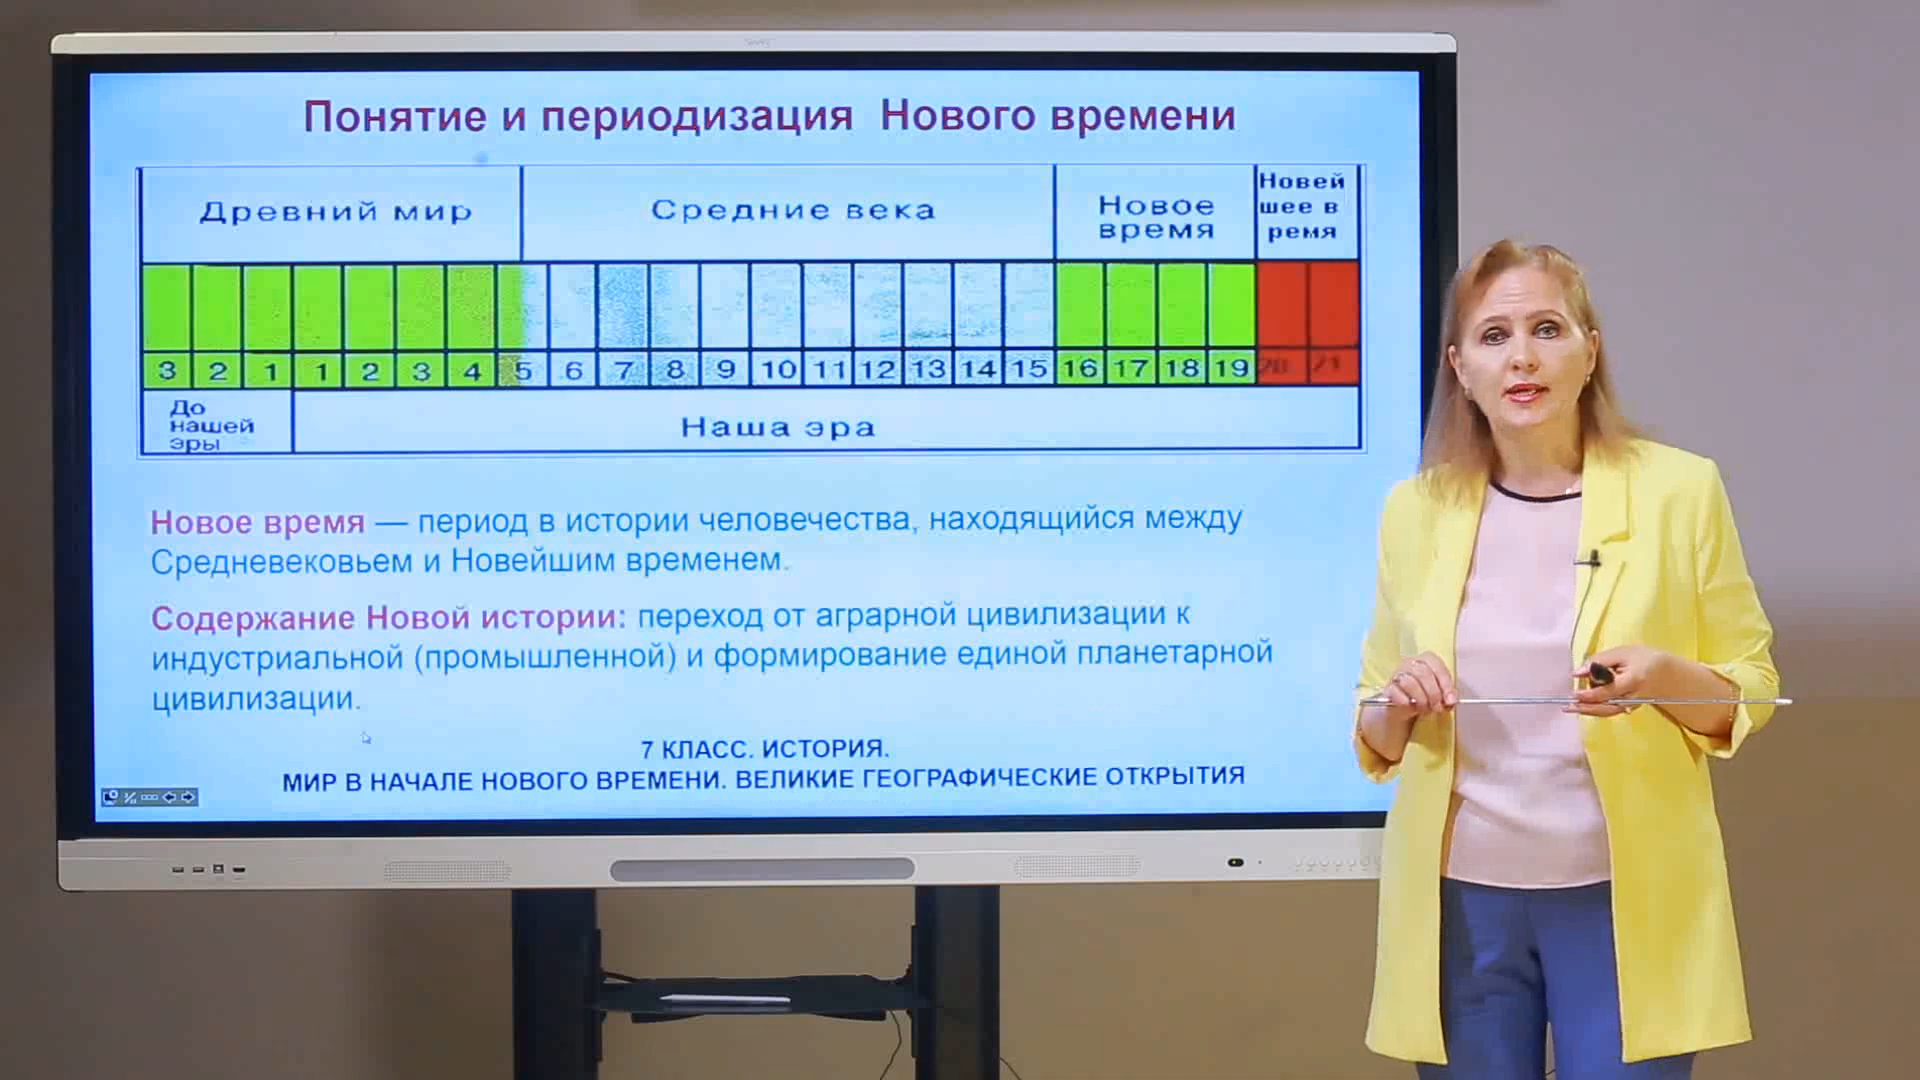 Понятие и периодизация Нового времени
Древний мир
Средние века
Новое
время
Новей
шее в
ремя
3 2 1 1 2 3 4 5 6 7 8 9 10 11 12 13 14 15 16 17 18 19 20 21
До
нашей
эры
Наша эра
Новое время — период в истории человечества, находящийся между
Средневековьем и Новейшим временем.
Содержание Новой истории: переход от аграрной цивилизации к
индустриальной (промышленной) и формирование единой планетарной
цивилизации.
7 КЛАСС. ИСТОРИЯ.
МИР В НАЧАЛЕ НОВОГО ВРЕМЕНИ. ВЕЛИКИЕ ГЕОГРАФИЧЕСКИЕ ОТКРЫТИЯ